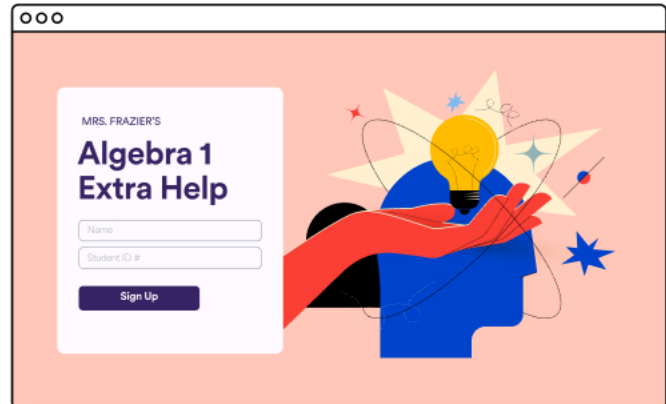 MRS. FRAZIER'S
Algebra 1
Extra Help
Name
Student ID #
Sign Up